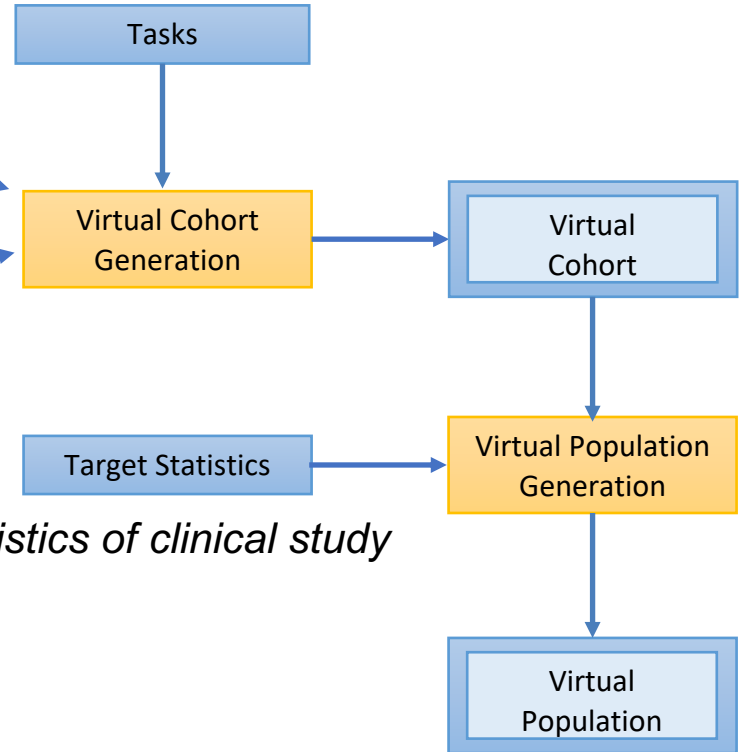 Tasks
Virtual Cohort
Generation
Virtual
Cohort
Target Statistics
Virtual Population
Generation
istics of clinical study
Virtual
Population